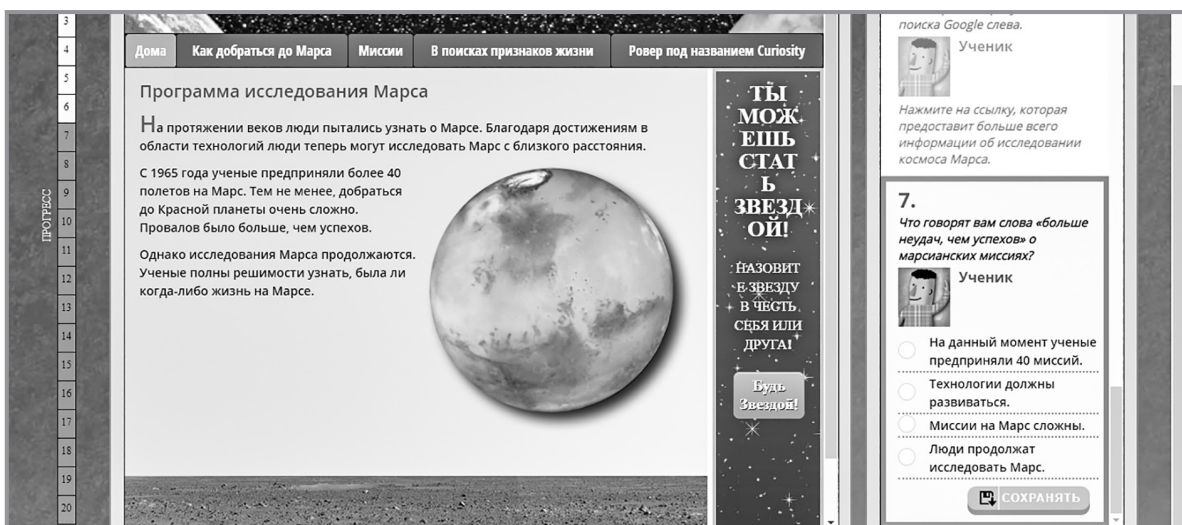 3
4
5
6
7
8
9
10
11
12
13
14
15
16
17
18
19
20
ПРОГРЕСС
Дома
Как добраться до Марса
Миссии
В поисках признаков жизни
Ровер под названием Curiosity
Программа исследования Марса
На протяжении веков люди пытались узнать о Марсе. Благодаря достижениям в
области технологий люди теперь могут исследовать Марс с близкого расстояния.
С 1965 года ученые предприняли более 40
полетов на Марс. Тем не менее, добраться
до Красной планеты очень сложно.
Провалов было больше, чем успехов.
Однако исследования Марса продолжаются.
Ученые полны решимости узнать, была ли
когда-либо жизнь на Марсе.
ТЫ
МОЖ
ЕШЬ
СТАТ
Ь
ЗВЕЗД
ОЙ!
НАЗОВИТ
Е ЗВЕЗДУ
В ЧЕСТЬ
СЕБЯ ИЛИ
ДРУГА!
Будь
Звездой!
поиска Google слева.
Ученик
Нажмите на ссылку, которая
предоставит больше всего
информации об исследовании
космоса Марса.
7.
Что говорят вам слова «больше
неудач, чем успехов» о
марсианских миссиях?
Ученик
На данный момент ученые
предприняли 40 миссий.
Технологии должны
развиваться.
Миссии на Марс сложны.
Люди продолжат
исследовать Марс.
СОХРАНЯТЬ